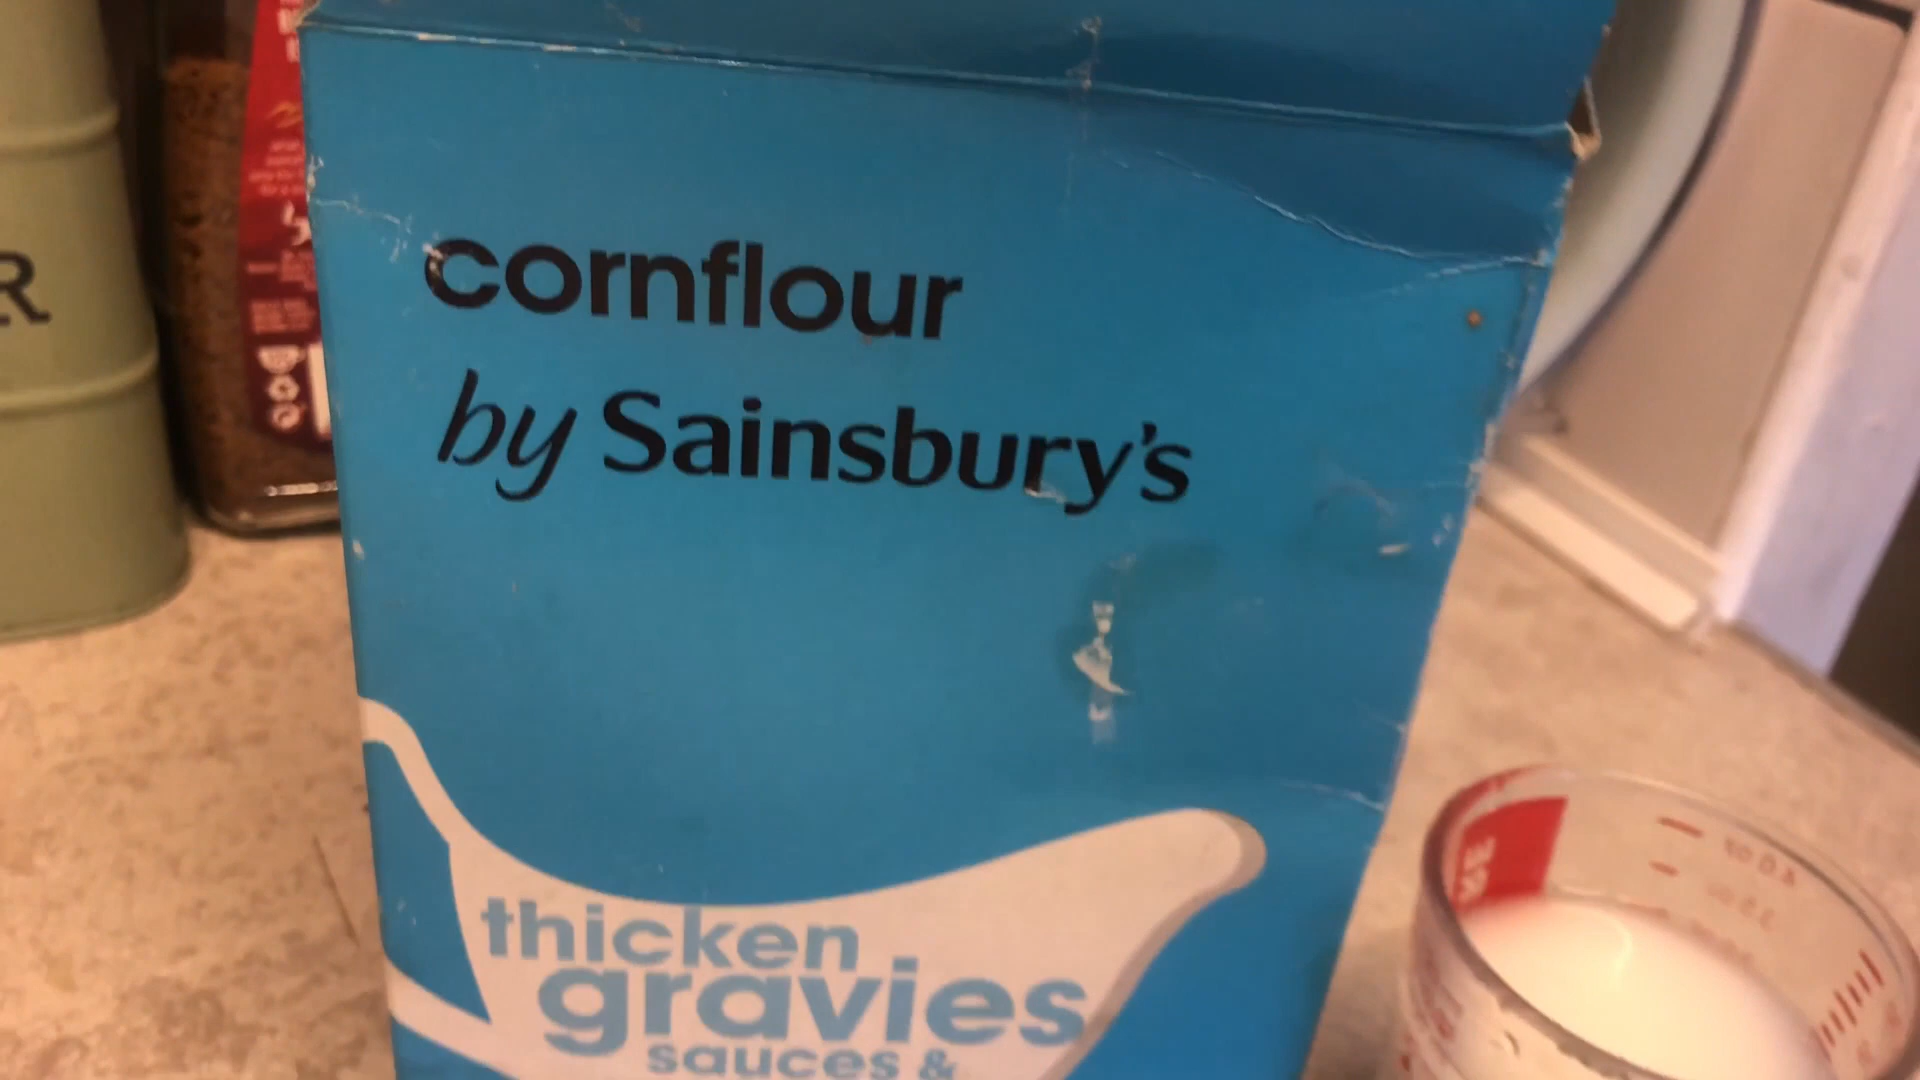 cornflour
by Sainsbury's
thicken
gravies
sauces &
R